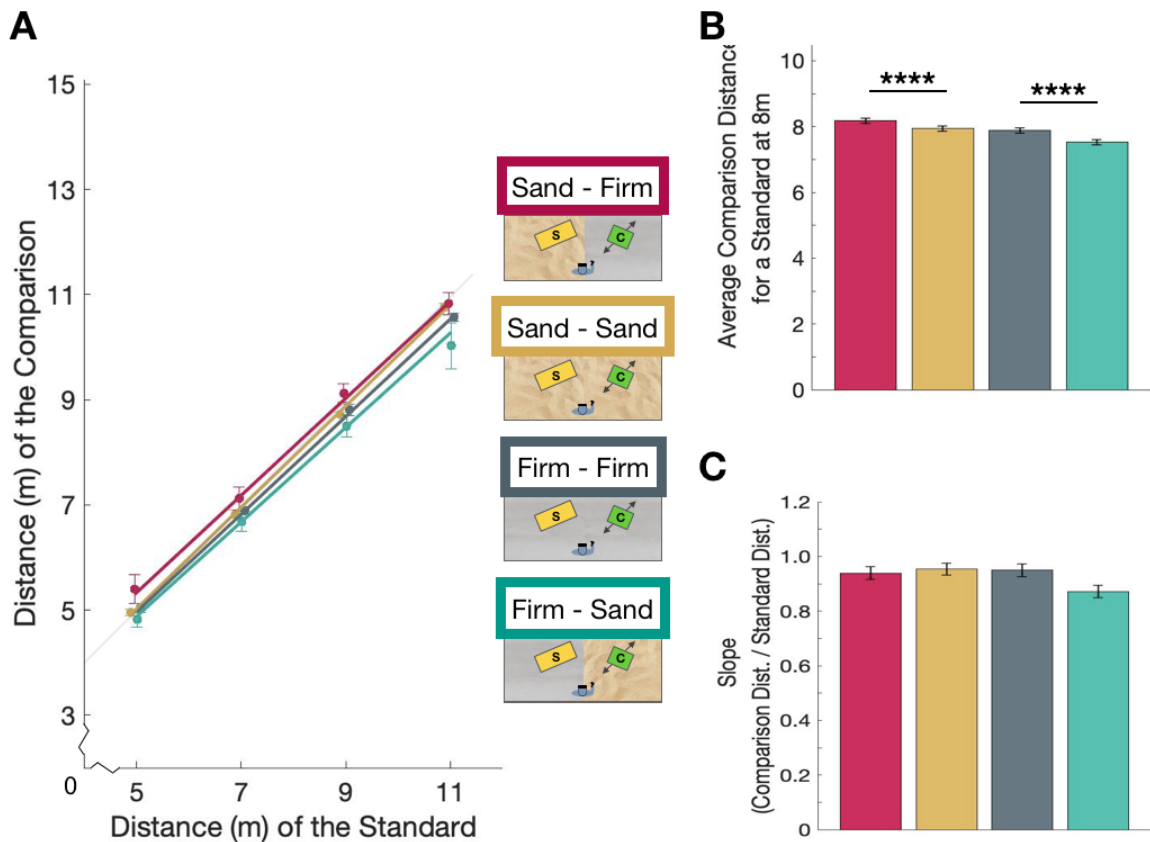 A
Distance (m) of the Comparison
15
13
11
9
7
5
3
0
5
7
9
11
Distance (m) of the Standard
Sand - Firm
S
C
Sand - Sand
S
C
Firm - Firm
S
C
Firm - Sand
S
C
B
Average Comparison Distance
for a Standard at 8m
10
8
6
4
2
0
****
****
C
Slope
(Comparison Dist. / Standard Dist.)
1.2
1.0
0.8
0.6
0.4
0.2
0